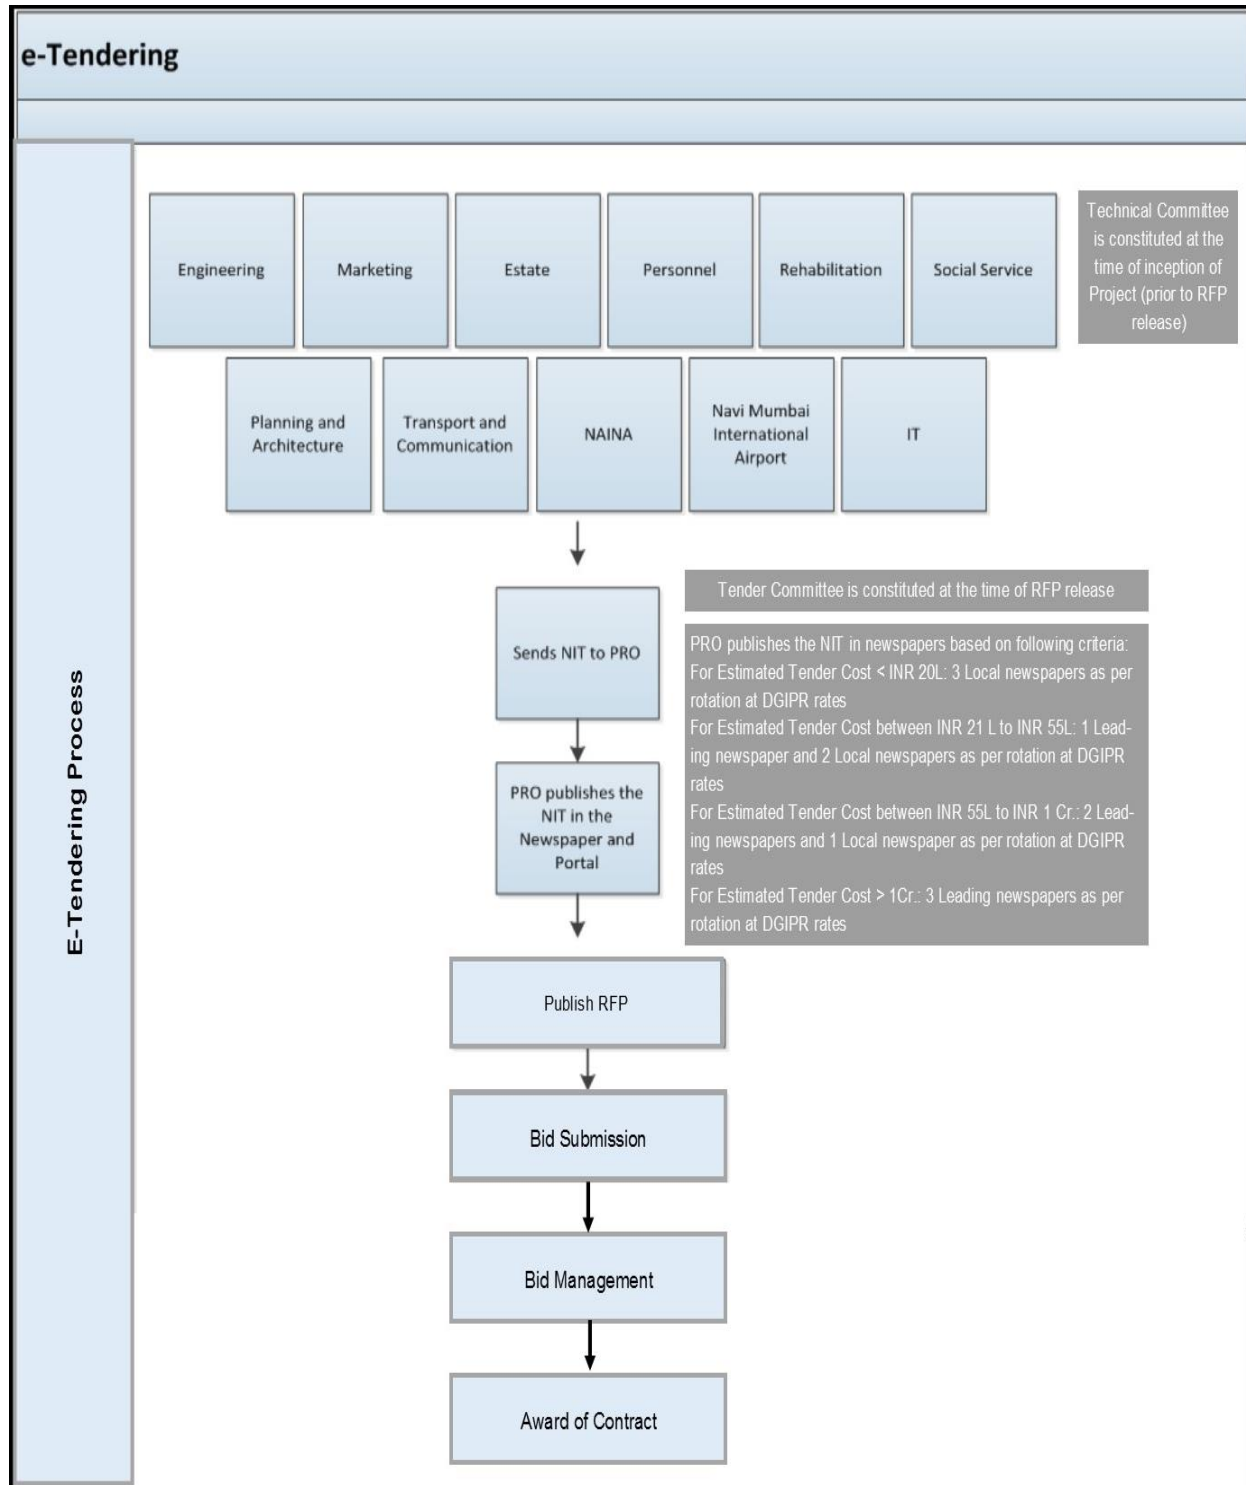 e-Tendering
E-Tendering Process
Engineering
Marketing
Estate
Personnel
Rehabilitation
Social Service
Technical Committee
is constituted at the
time of inception of
Project (prior to RFP
release)
Planning and
Architecture
Transport and
Communication
NAINA
Navi Mumbai
International
Airport
IT
Sends NIT to PRO
Tender Committee is constituted at the time of RFP release
PRO publishes the NIT in newspapers based on following criteria:
For Estimated Tender Cost < INR 20L: 3 Local newspapers as per
rotation at DGIPR rates
For Estimated Tender Cost between INR 21 L to INR 55L: 1 Lead-
ing newspaper and 2 Local newspapers as per rotation at DGIPR
rates
For Estimated Tender Cost between INR 55L to INR 1 Cr.: 2 Lead-
ing newspapers and 1 Local newspaper as per rotation at DGIPR
rates
For Estimated Tender Cost > 1Cr.: 3 Leading newspapers as per
rotation at DGIPR rates
PRO publishes the
NIT in the
Newspaper and
Portal
Publish RFP
Bid Submission
Bid Management
Award of Contract